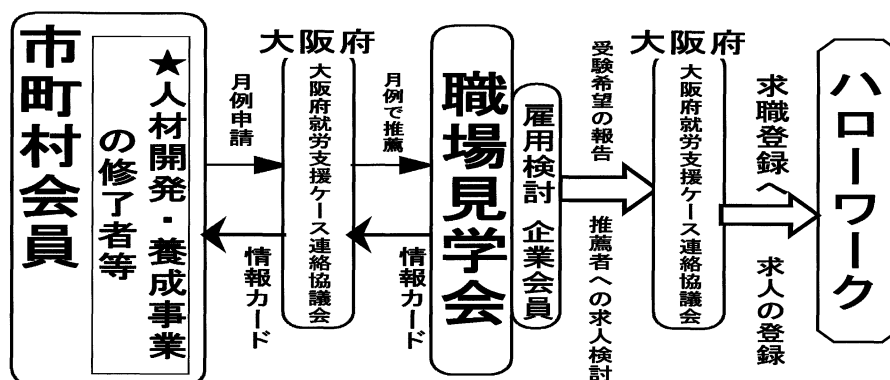 市町村会員
★人材開発・養成事業
の修了者等
月例申請
情報カード
大阪府
大阪府就労支援ケース連絡協議会
月例で推薦
情報カード
職場見学会
雇用検討 企業会員
受験希望の報告
推薦者への求人検討
大阪府
大阪府就労支援ケース連絡協議会
求職登録へ
求人の登録
ハローワーク